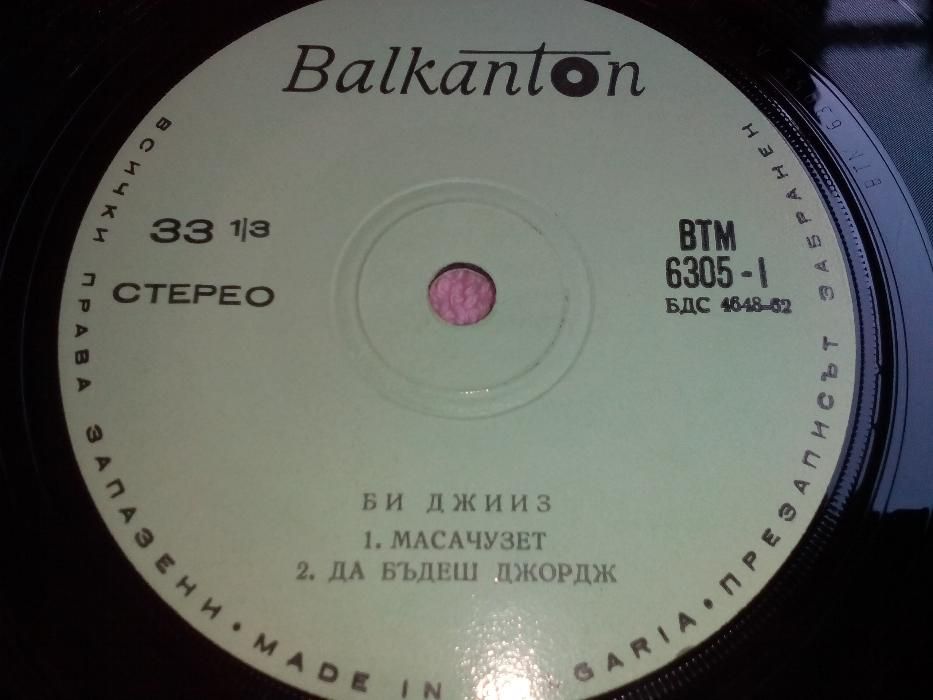 Balkanton
33 1/3
СТЕРЕО
ВТМ
6305-I
БДС 4648-62
БИ ДЖИИЗ
1. МАСАЧУЗЕТ
2. ДА БЪДЕШ ДЖОРДЖ
ВСИЧКИ ПРАВА ЗАПАЗЕНИ • MADE IN GARIA • ПРЕЗАПИСЪТ ЗАБРАНЕН